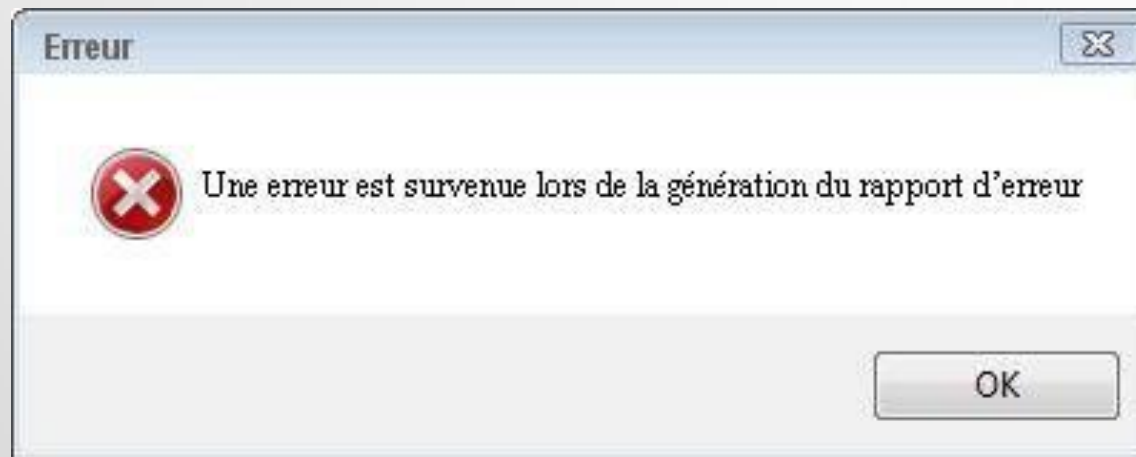 Erreur
Une erreur est survenue lors de la génération du rapport d’erreur
OK